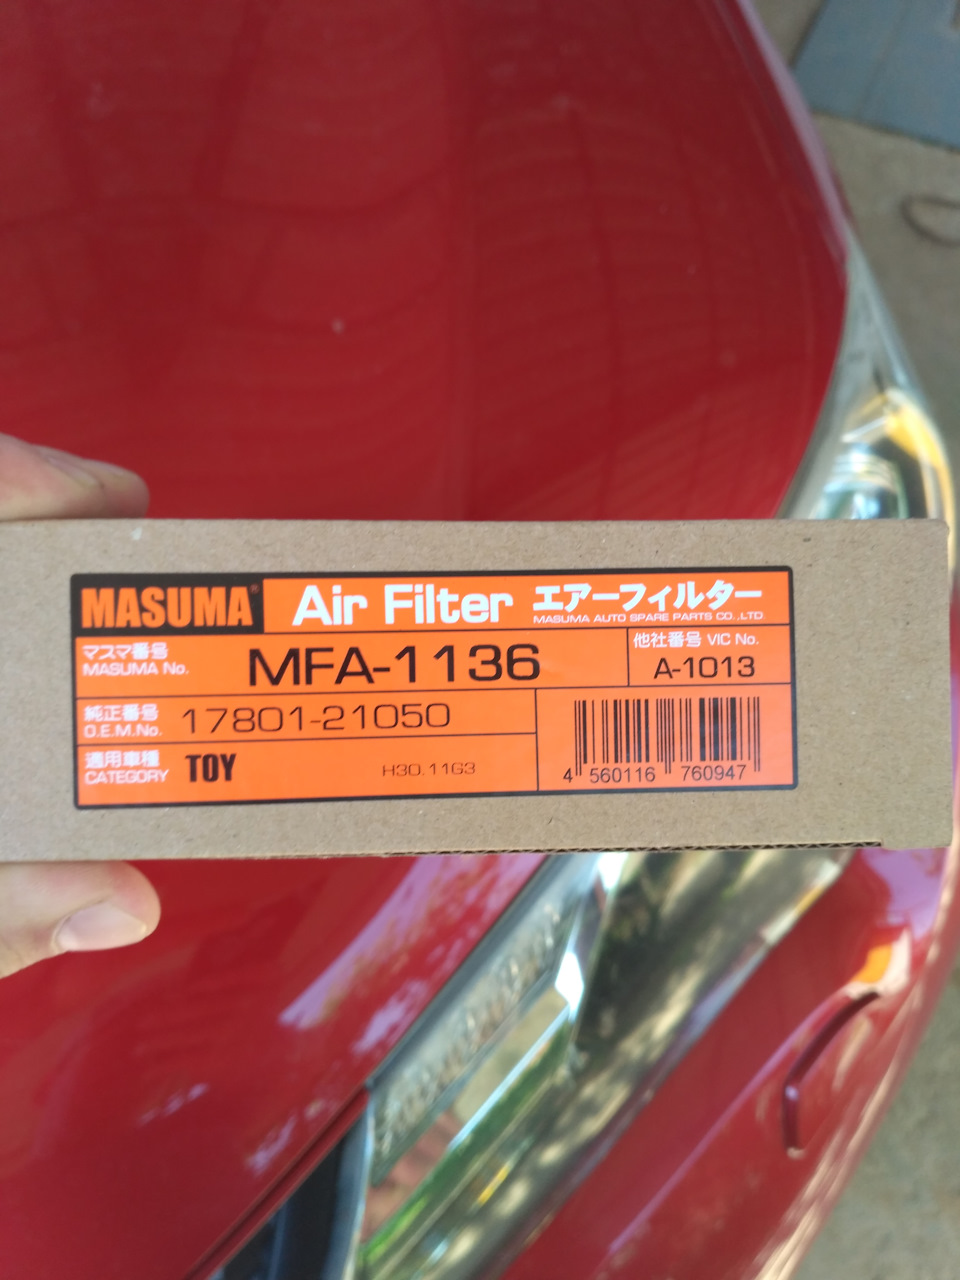 MASUMA® Air Filter エアーフィルター
MASUMA AUTO SPARE PARTS CO.,LTD.
マスマ番号
MASUMA No.
MFA-1136
他社番号 VIC No.
A-1013
純正番号
O.E.M.No.
17801-21050
適用車種
CATEGORY
TOY
H30.11G3
4 560116 760947